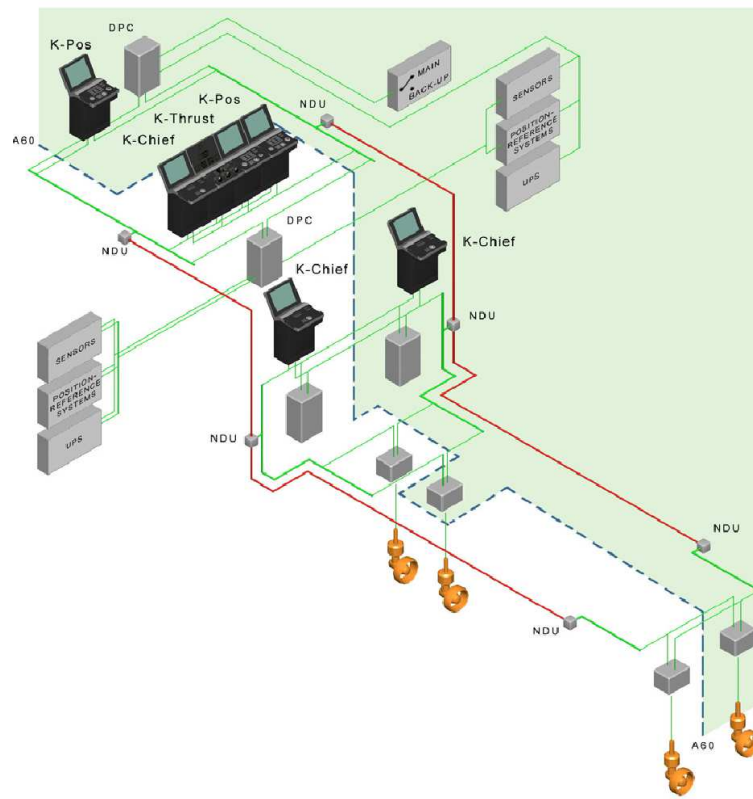 DPC
K-Pos
MAIN
BACK-UP
SENSORS
POSITION-
REFERENCE
SYSTEMS
UPS
K-Pos
NDU
K-Thrust
K-Chief
A60
DPC
NDU
K-Chief
K-Chief
NDU
SENSORS
POSITION-
REFERENCE
SYSTEMS
UPS
NDU
NDU
NDU
A60